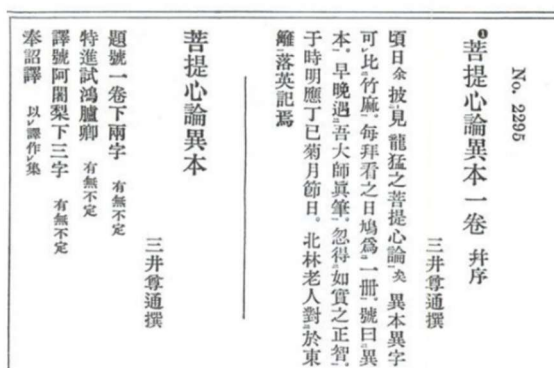 No. 2295
❶菩提心論異本一卷 幷序
三井尊通撰
頃日余披見龍猛之菩提心論矣。異本異字
可比竹麻。每拜看之日鳩爲一冊。號曰異
本。早晚遇吾大師眞筆。忽得如實之正智。
于時明應丁巳菊月節日。北林老人對於東
籬落英記焉
菩提心論異本
三井尊通撰
題號一卷下兩字 有無不定
特進試鴻臚卿 有無不定
譯號阿闍梨下三字 有無不定
奉詔譯 以譯作集